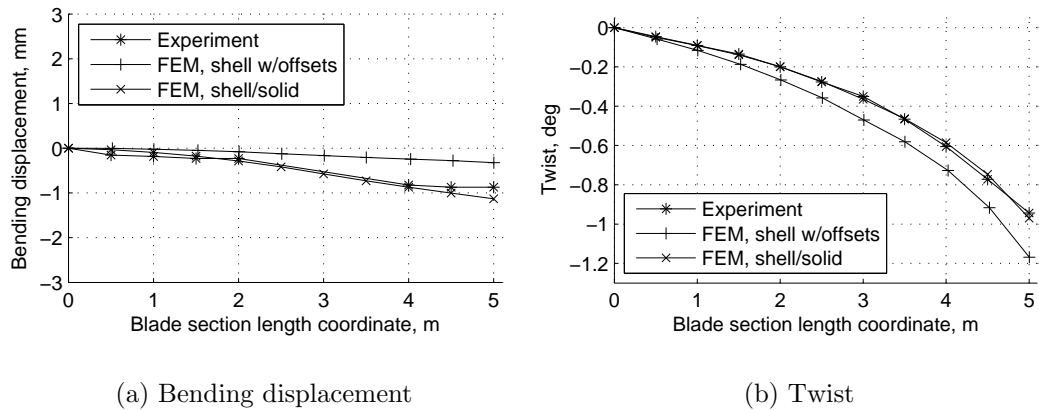 3
2
1
0
−1
−2
−3
Bending displacement, mm
Experiment
FEM, shell w/offsets
FEM, shell/solid
0 1 2 3 4 5
Blade section length coordinate, m
(a) Bending displacement
0
−0.2
−0.4
−0.6
−0.8
−1
−1.2
Twist, deg
Experiment
FEM, shell w/offsets
FEM, shell/solid
0 1 2 3 4 5
Blade section length coordinate, m
(b) Twist